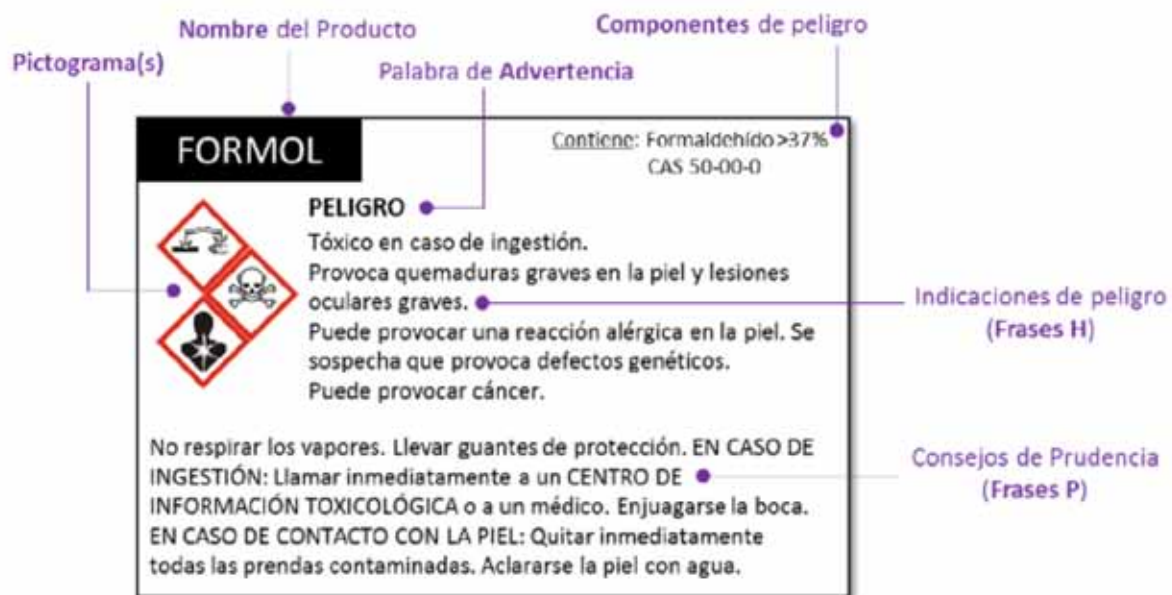 Nombre del Producto
Componentes de peligro
Pictograma(s)
Palabra de Advertencia
FORMOL
Contiene: Formaldehído >37%
CAS 50-00-0
PELIGRO
Tóxico en caso de ingestión.
Provoca quemaduras graves en la piel y lesiones
oculares graves.
Puede provocar una reacción alérgica en la piel. Se
sospecha que provoca defectos genéticos.
Puede provocar cáncer.
Indicaciones de peligro
(Frases H)
No respirar los vapores. Llevar guantes de protección. EN CASO DE
INGESTIÓN: Llamar inmediatamente a un CENTRO DE
INFORMACIÓN TOXICOLÓGICA o a un médico. Enjuagarse la boca.
EN CASO DE CONTACTO CON LA PIEL: Quitar inmediatamente
todas las prendas contaminadas. Aclararse la piel con agua.
Consejos de Prudencia
(Frases P)